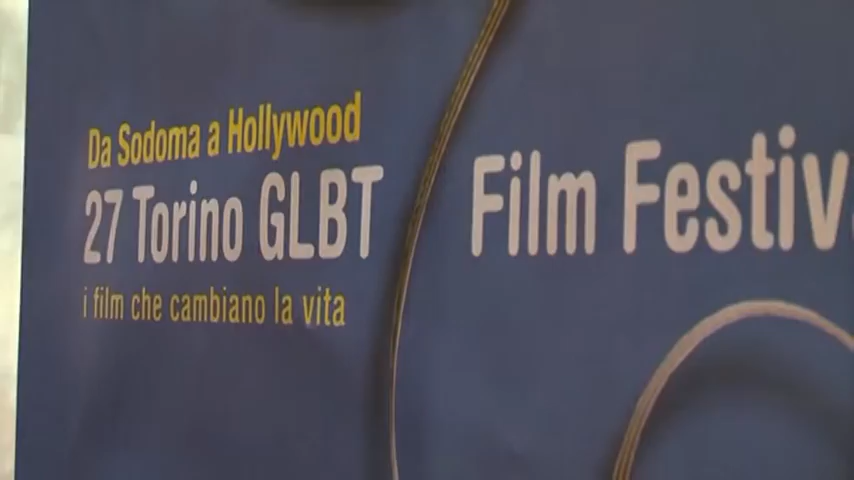 Da Sodoma a Hollywood
27 Torino GLBT Film Festiv
i film che cambiano la vita